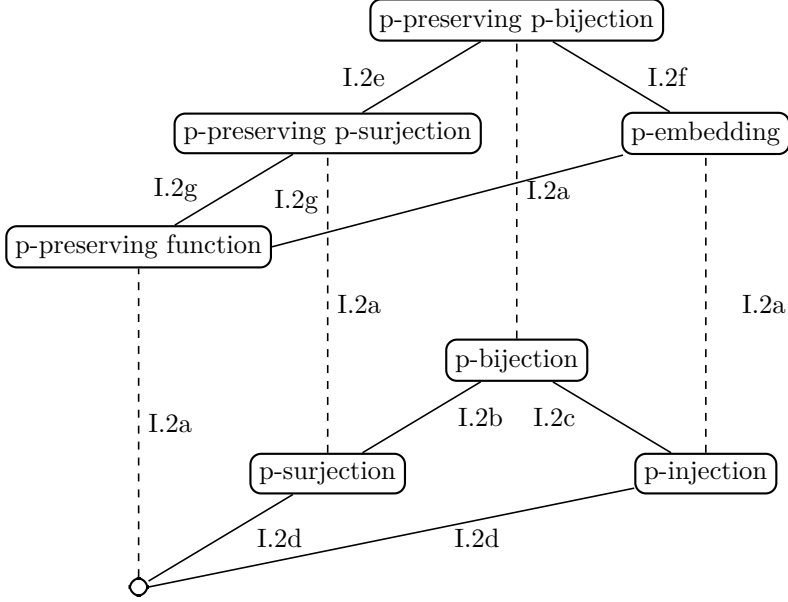 p-preserving p-bijection
I.2e
I.2f
p-preserving p-surjection
p-embedding
I.2g
I.2g
I.2a
p-preserving function
I.2a
I.2a
p-bijection
I.2a
I.2b
I.2c
p-surjection
p-injection
I.2d
I.2d